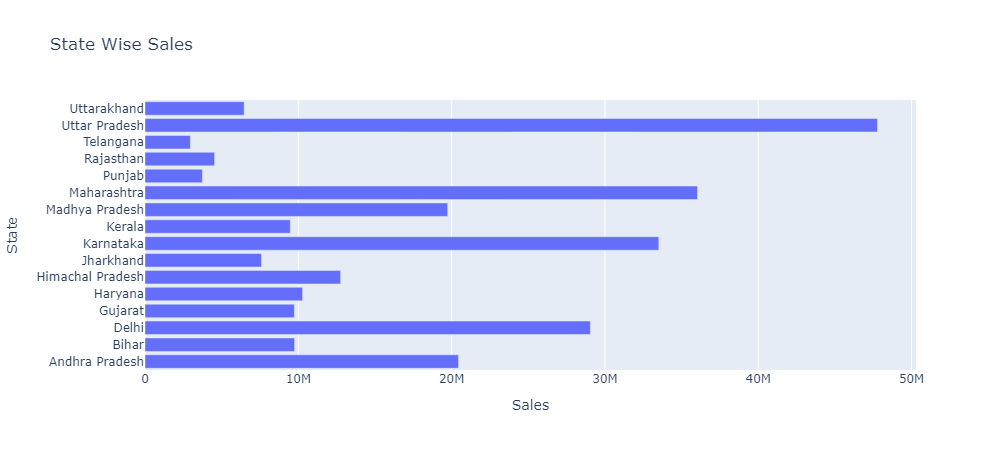 State Wise Sales
Uttarakhand
Uttar Pradesh
Telangana
Rajasthan
Punjab
Maharashtra
Madhya Pradesh
Kerala
Karnataka
Jharkhand
Himachal Pradesh
Haryana
Gujarat
Delhi
Bihar
Andhra Pradesh
State
0 10M 20M 30M 40M 50M
Sales